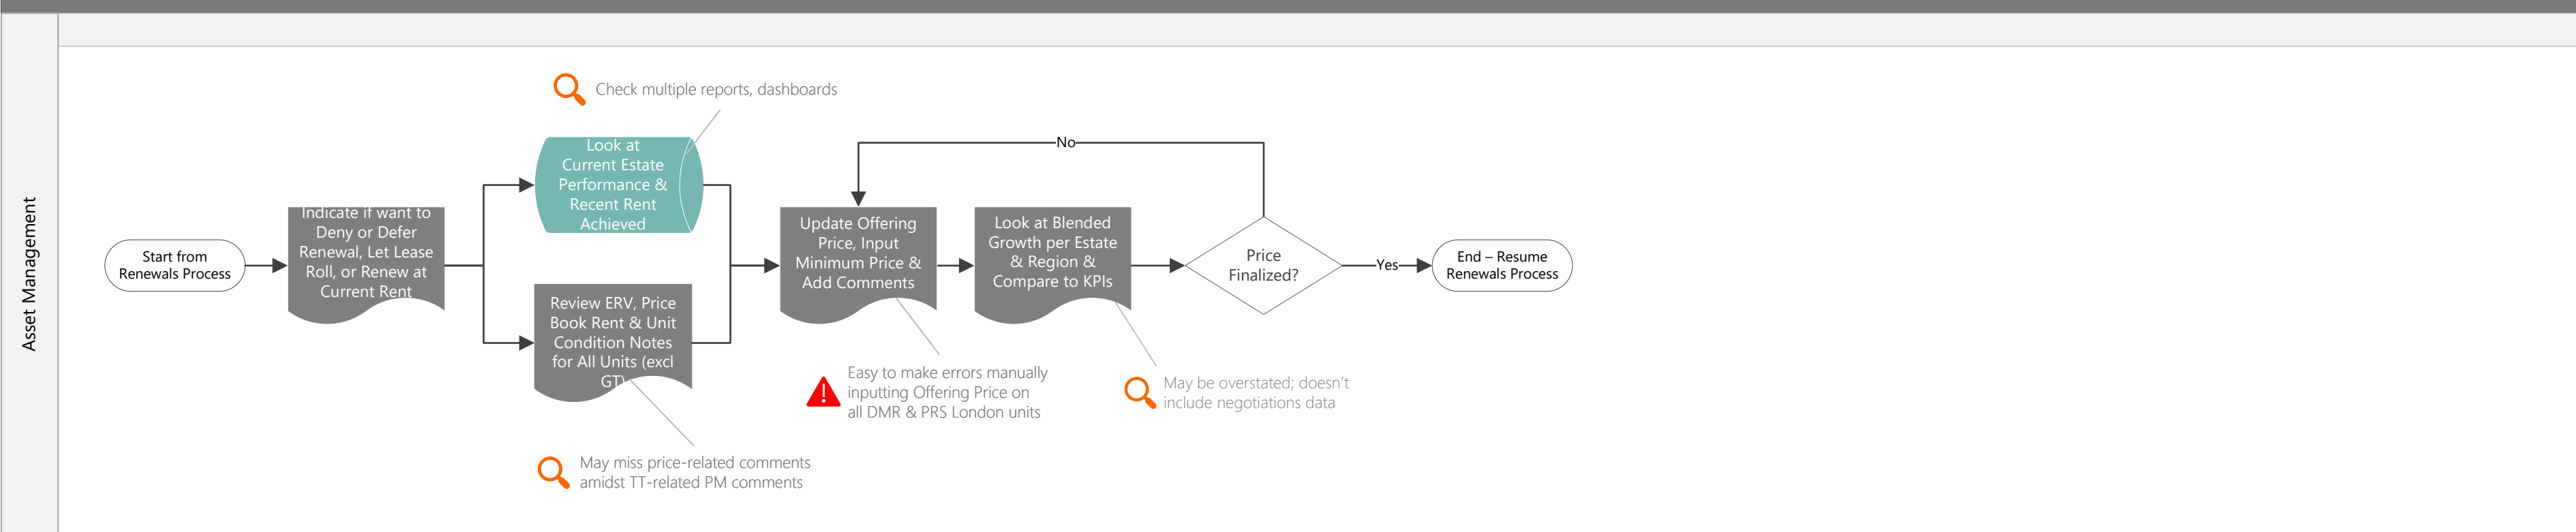 Asset Management
Start from
Renewals Process
Indicate if want to
Deny or Defer
Renewal, Let Lease
Roll, or Renew at
Current Rent
Check multiple reports, dashboards
Look at
Current Estate
Performance &
Recent Rent
Achieved
Review ERV, Price
Book Rent & Unit
Condition Notes
for All Units (excl
GT)
May miss price-related comments
amidst TT-related PM comments
Update Offering
Price, Input
Minimum Price &
Add Comments
Easy to make errors manually
inputting Offering Price on
all DMR & PRS London units
Look at Blended
Growth per Estate
& Region &
Compare to KPIs
May be overstated; doesn't
include negotiations data
No
Price
Finalized?
Yes
End – Resume
Renewals Process